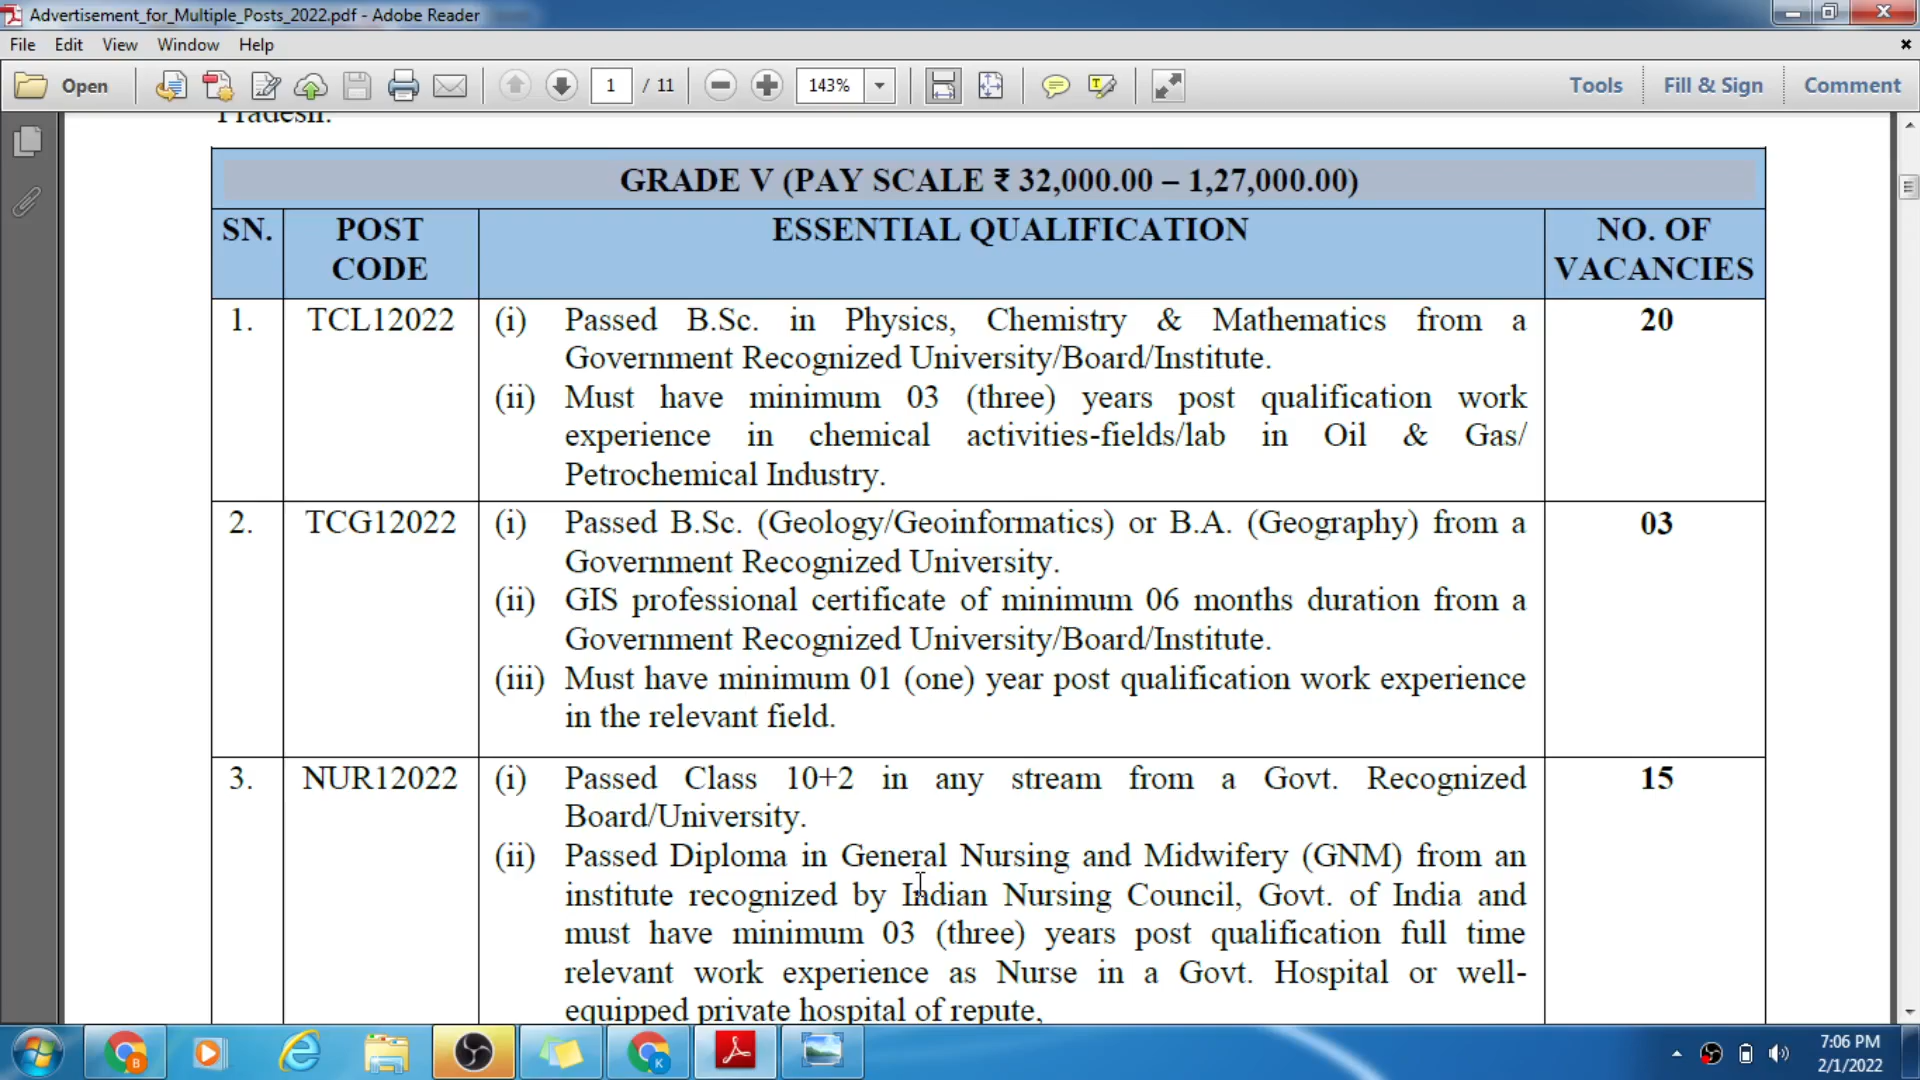 Advertisement_for_Multiple_Posts_2022.pdf - Adobe Reader
File Edit View Window Help
Open 1 / 11 143% Tools Fill & Sign Comment
Pradesh.
GRADE V (PAY SCALE ₹ 32,000.00 – 1,27,000.00)
SN. POST CODE ESSENTIAL QUALIFICATION NO. OF VACANCIES
1. TCL12022 (i) Passed B.Sc. in Physics, Chemistry & Mathematics from a 20
Government Recognized University/Board/Institute.
(ii) Must have minimum 03 (three) years post qualification work
experience in chemical activities-fields/lab in Oil & Gas/
Petrochemical Industry.
2. TCG12022 (i) Passed B.Sc. (Geology/Geoinformatics) or B.A. (Geography) from a 03
Government Recognized University.
(ii) GIS professional certificate of minimum 06 months duration from a
Government Recognized University/Board/Institute.
(iii) Must have minimum 01 (one) year post qualification work experience
in the relevant field.
3. NUR12022 (i) Passed Class 10+2 in any stream from a Govt. Recognized 15
Board/University.
(ii) Passed Diploma in General Nursing and Midwifery (GNM) from an
institute recognized by Indian Nursing Council, Govt. of India and
must have minimum 03 (three) years post qualification full time
relevant work experience as Nurse in a Govt. Hospital or well-
equipped private hospital of repute,
7:06 PM
2/1/2022